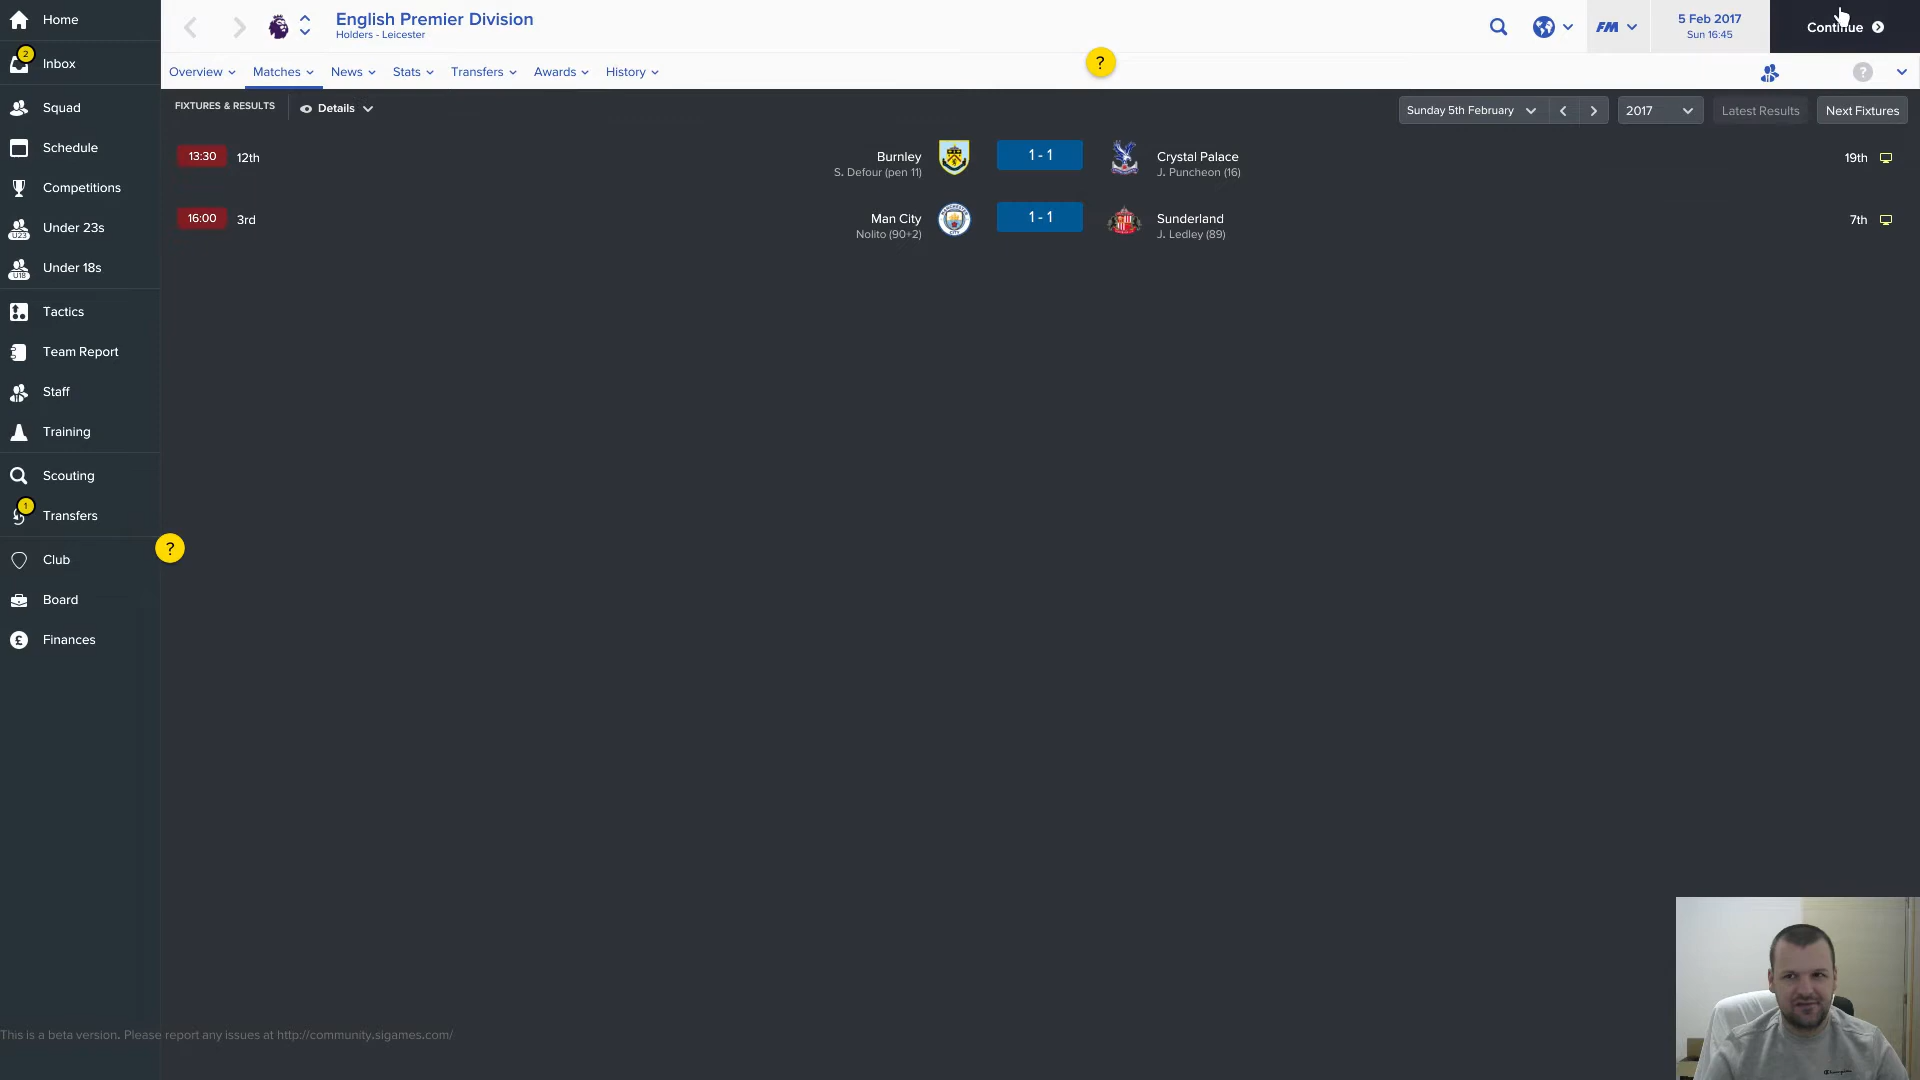 Home
English Premier Division
Holders - Leicester
5 Feb 2017
Sun 16:45
Continue
FM
2
Inbox
Overview
Matches
News
Stats
Transfers
Awards
History
?
?
Squad
FIXTURES & RESULTS
Details
Sunday 5th February
2017
Latest Results
Next Fixtures
Schedule
13:30
12th
Burnley
S. Defour (pen 11)
1 - 1
Crystal Palace
J. Puncheon (16)
19th
Competitions
16:00
3rd
Man City
Nolito (90+2)
1 - 1
Sunderland
J. Ledley (89)
7th
U23
Under 23s
U18
Under 18s
Tactics
Team Report
Staff
Training
Scouting
1
Transfers
?
Club
Board
£
Finances
This is a beta version. Please report any issues at http://community.sigames.com/
Champion